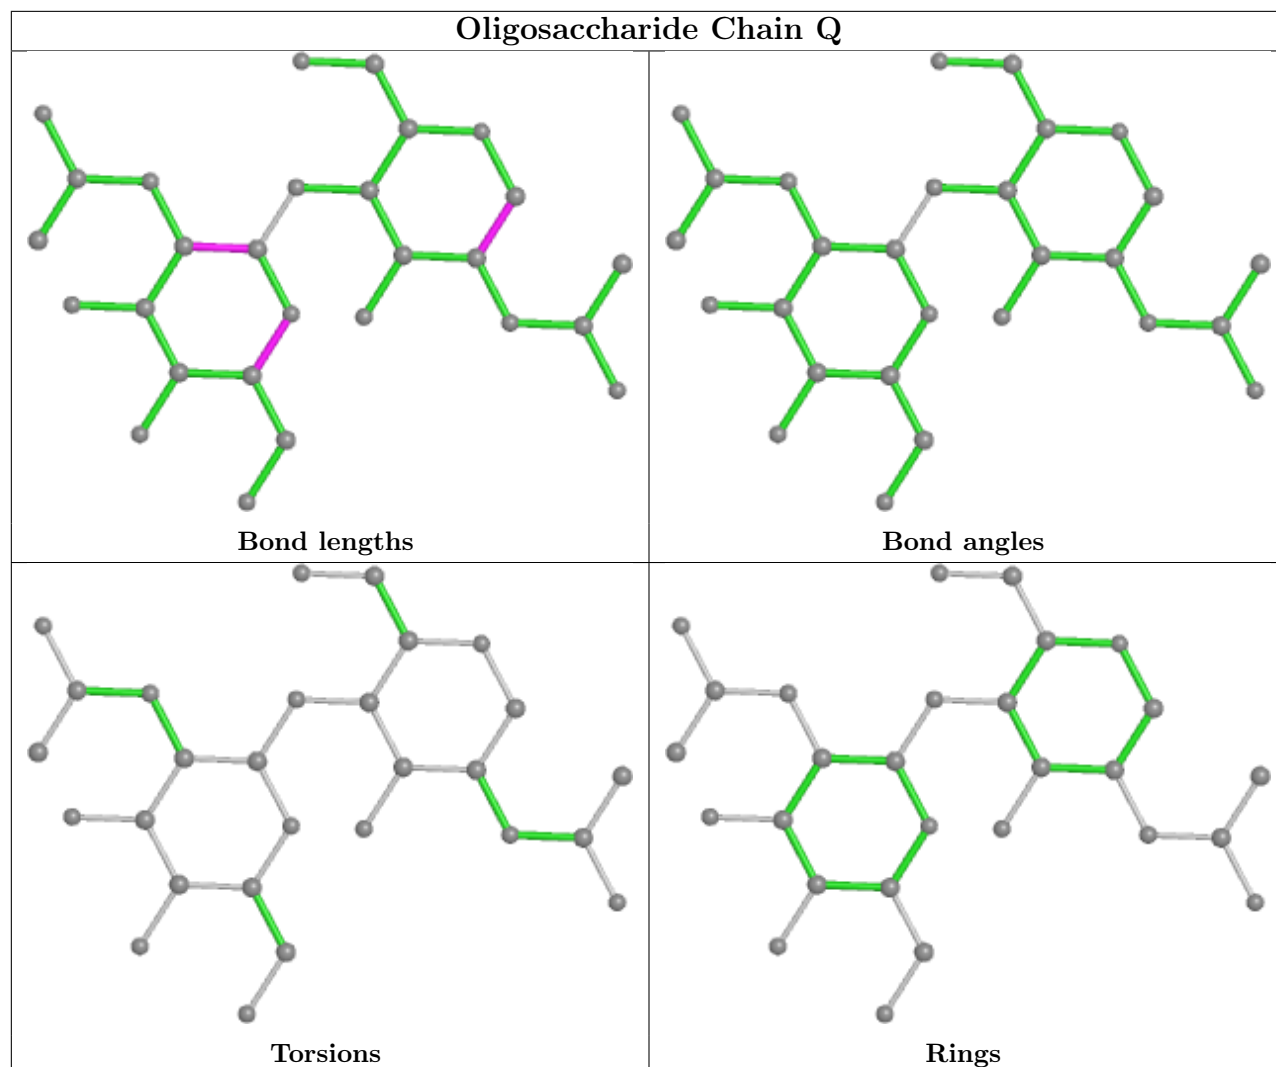 Oligosaccharide Chain Q
Bond lengths
Bond angles
Torsions
Rings